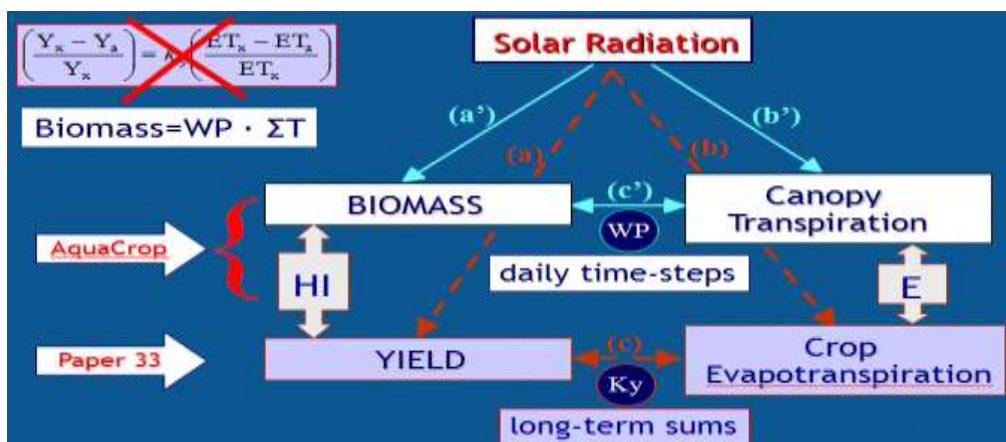 (Yx − Ya / Yx) = Ky (ETx − ETa / ETx)
Solar Radiation
Biomass=WP · ΣT
(a’)
(b’)
(a)
(b)
BIOMASS
(c’)
WP
Canopy
Transpiration
AquaCrop
HI
daily time-steps
E
Paper 33
YIELD
(c)
Ky
Crop
Evapotranspiration
long-term sums